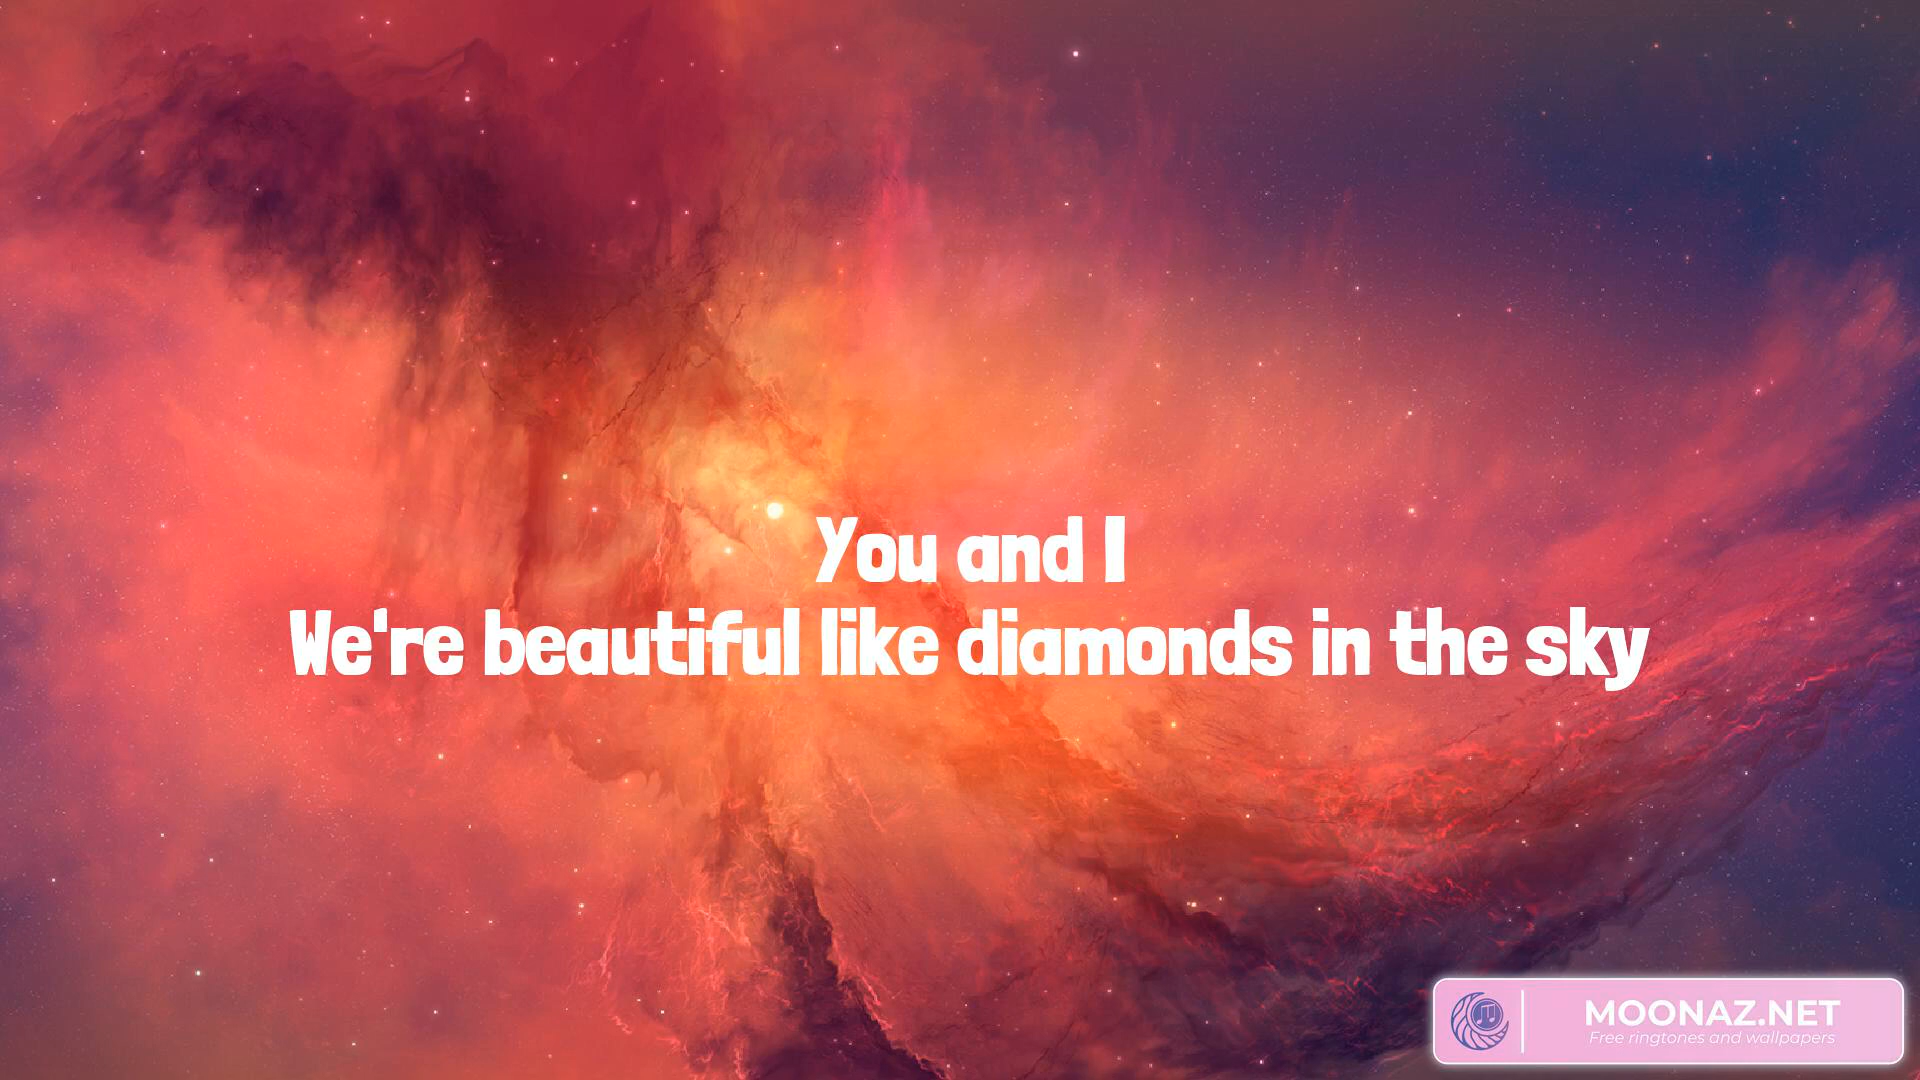 You and I
We're beautiful like diamonds in the sky
MOONAZ.NET
Free ringtones and wallpapers